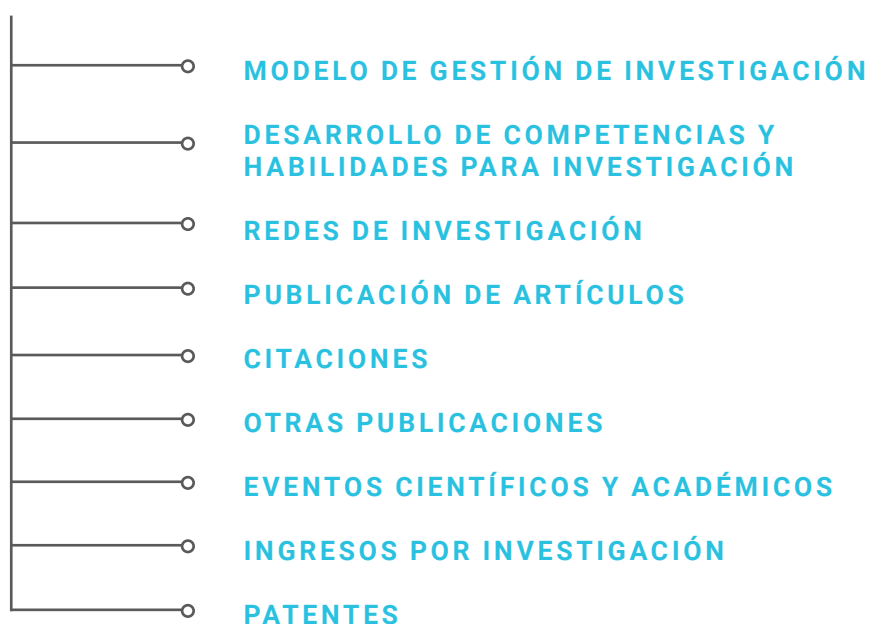 MODELO DE GESTIÓN DE INVESTIGACIÓN
DESARROLLO DE COMPETENCIAS Y
HABILIDADES PARA INVESTIGACIÓN
REDES DE INVESTIGACIÓN
PUBLICACIÓN DE ARTÍCULOS
CITACIONES
OTRAS PUBLICACIONES
EVENTOS CIENTÍFICOS Y ACADÉMICOS
INGRESOS POR INVESTIGACIÓN
PATENTES